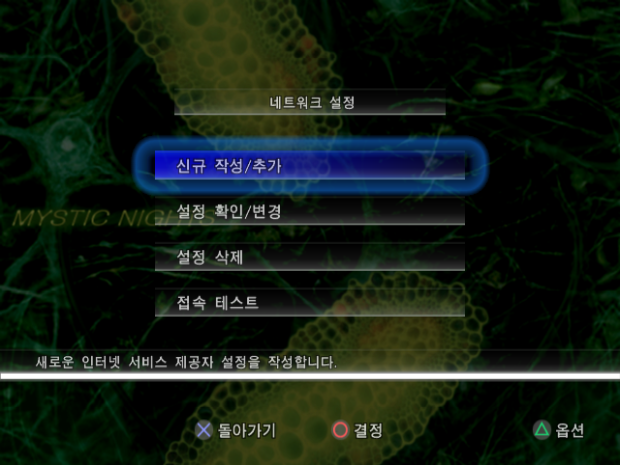 네트워크 설정
신규 작성/추가
MYSTIC NIGHTS
설정 확인/변경
설정 삭제
접속 테스트
새로운 인터넷 서비스 제공자 설정을 작성합니다.
돌아가기 결정 옵션